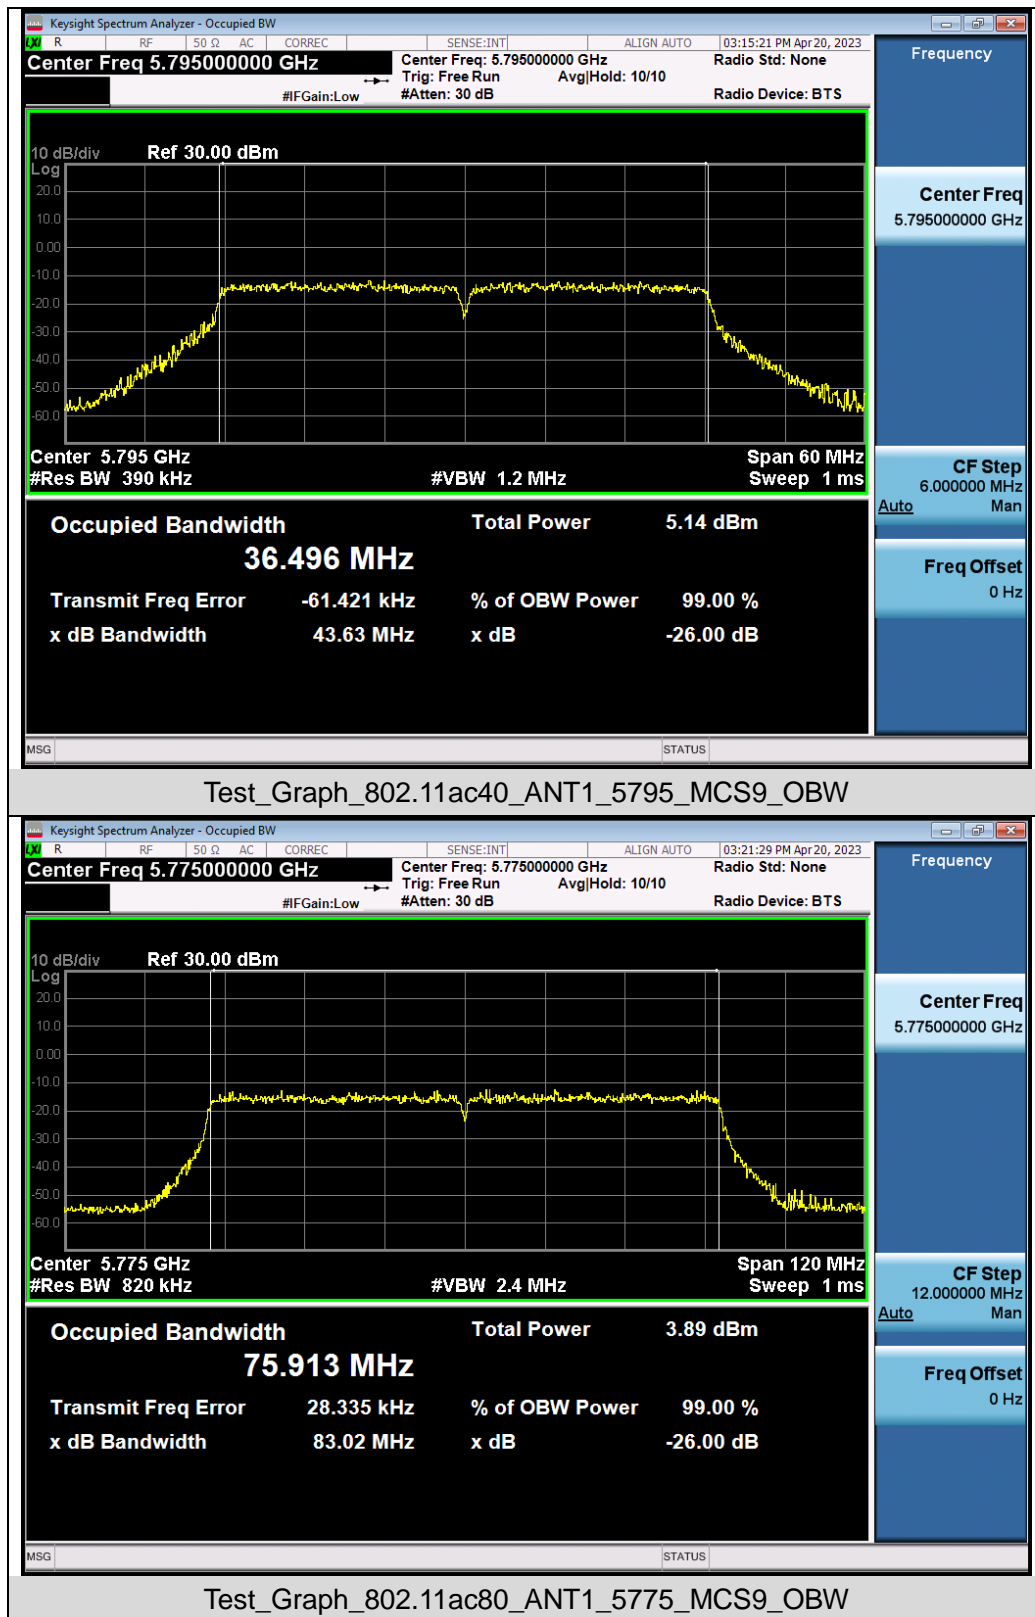 Keysight Spectrum Analyzer - Occupied BW
LXI R RF 50 Ω AC CORREC SENSE:INT ALIGN AUTO 03:15:21 PM Apr 20, 2023
Center Freq 5.795000000 GHz
Center Freq: 5.795000000 GHz
Radio Std: None
Trig: Free Run Avg|Hold: 10/10
#IFGain:Low
#Atten: 30 dB
Radio Device: BTS
10 dB/div Ref 30.00 dBm
Log
20.0
10.0
0.00
-10.0
-20.0
-30.0
-40.0
-50.0
-60.0
Center 5.795 GHz Span 60 MHz
#Res BW 390 kHz #VBW 1.2 MHz Sweep 1 ms
Occupied Bandwidth Total Power 5.14 dBm
36.496 MHz
Transmit Freq Error -61.421 kHz % of OBW Power 99.00 %
x dB Bandwidth 43.63 MHz x dB -26.00 dB
Frequency
Center Freq
5.795000000 GHz
CF Step
6.000000 MHz
Auto Man
Freq Offset
0 Hz
MSG STATUS
Test_Graph_802.11ac40_ANT1_5795_MCS9_OBW
Keysight Spectrum Analyzer - Occupied BW
LXI R RF 50 Ω AC CORREC SENSE:INT ALIGN AUTO 03:21:29 PM Apr 20, 2023
Center Freq 5.775000000 GHz
Center Freq: 5.775000000 GHz
Radio Std: None
Trig: Free Run Avg|Hold: 10/10
#IFGain:Low
#Atten: 30 dB
Radio Device: BTS
10 dB/div Ref 30.00 dBm
Log
20.0
10.0
0.00
-10.0
-20.0
-30.0
-40.0
-50.0
-60.0
Center 5.775 GHz Span 120 MHz
#Res BW 820 kHz #VBW 2.4 MHz Sweep 1 ms
Occupied Bandwidth Total Power 3.89 dBm
75.913 MHz
Transmit Freq Error 28.335 kHz % of OBW Power 99.00 %
x dB Bandwidth 83.02 MHz x dB -26.00 dB
Frequency
Center Freq
5.775000000 GHz
CF Step
12.000000 MHz
Auto Man
Freq Offset
0 Hz
MSG STATUS
Test_Graph_802.11ac80_ANT1_5775_MCS9_OBW